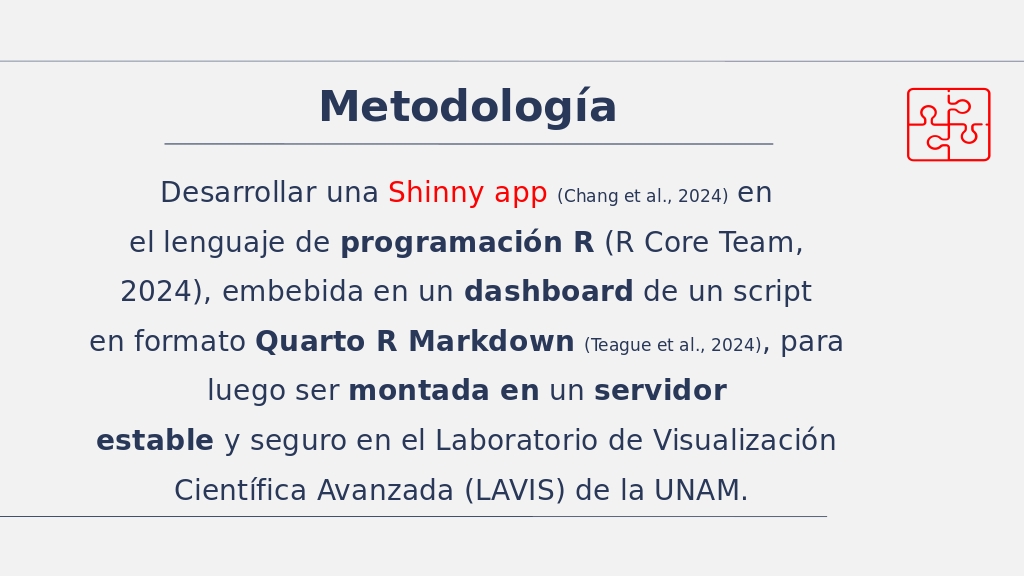 Metodología
Desarrollar una Shinny app (Chang et al., 2024) en
el lenguaje de programación R (R Core Team,
2024), embebida en un dashboard de un script
en formato Quarto R Markdown (Teague et al., 2024), para
luego ser montada en un servidor
estable y seguro en el Laboratorio de Visualización
Científica Avanzada (LAVIS) de la UNAM.